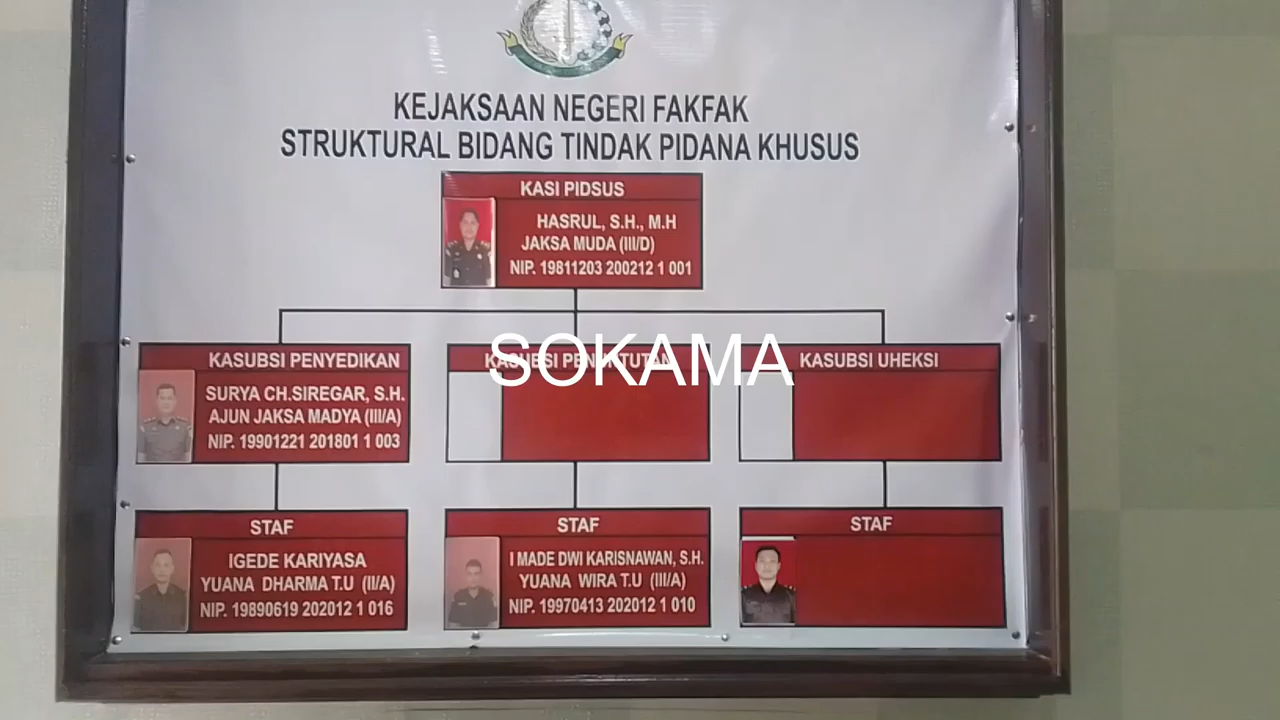 KEJAKSAAN NEGERI FAKFAK
STRUKTURAL BIDANG TINDAK PIDANA KHUSUS
KASI PIDSUS
HASRUL, S.H., M.H
JAKSA MUDA (III/D)
NIP. 19811203 200212 1 001
KASUBSI PENYEDIKAN
SURYA CH.SIREGAR, S.H.
AJUN JAKSA MADYA (III/A)
NIP. 19901221 201801 1 003
KASUBSI PENUNTUTAN
SOKAMA
KASUBSI UHEKSI
STAF
IGEDE KARIYASA
YUANA DHARMA T.U (II/A)
NIP. 19890619 202012 1 016
STAF
I MADE DWI KARISNAWAN, S.H.
YUANA WIRA T.U (III/A)
NIP. 19970413 202012 1 010
STAF